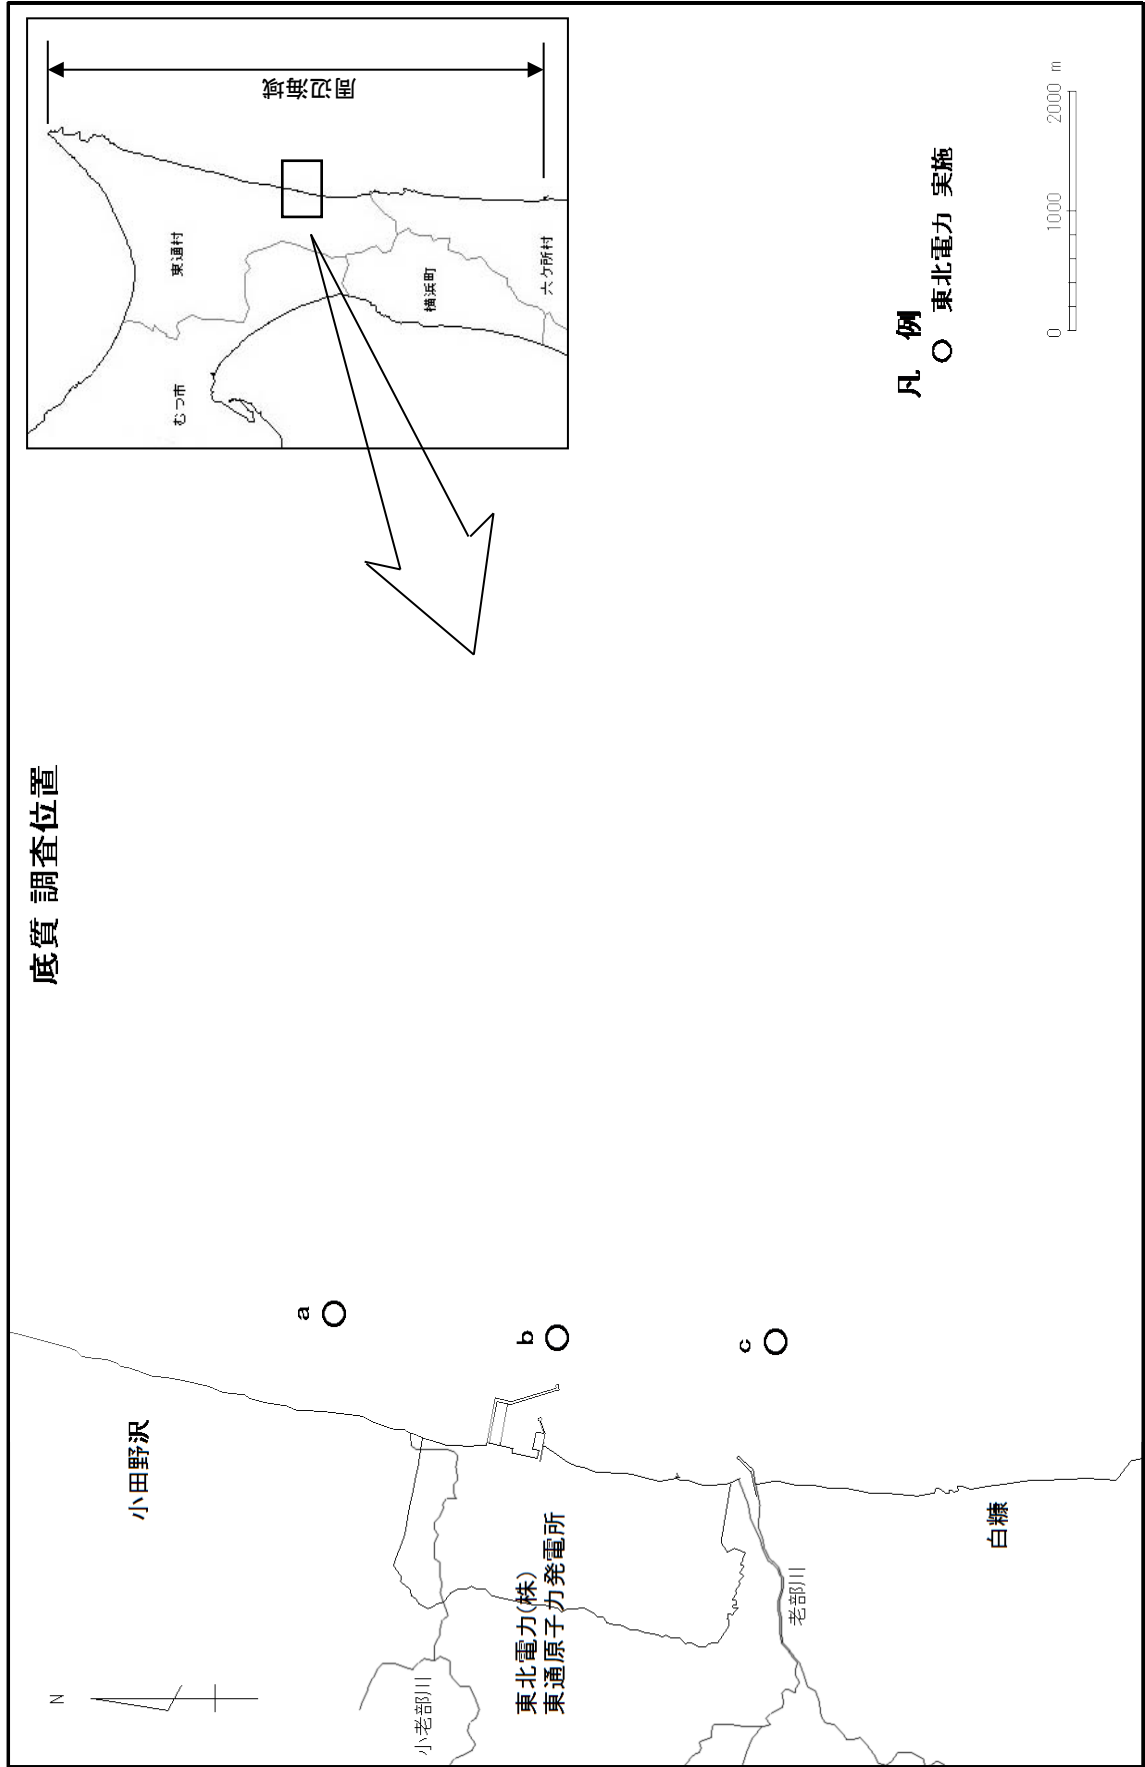 底質 調査位置
N
小田野沢
小老部川
東北電力(株)
東通原子力発電所
老部川
白糠
a
b
c
周辺海域
むつ市
東通村
横浜町
六ケ所村
凡 例
○ 東北電力 実施
0 1000 2000 m